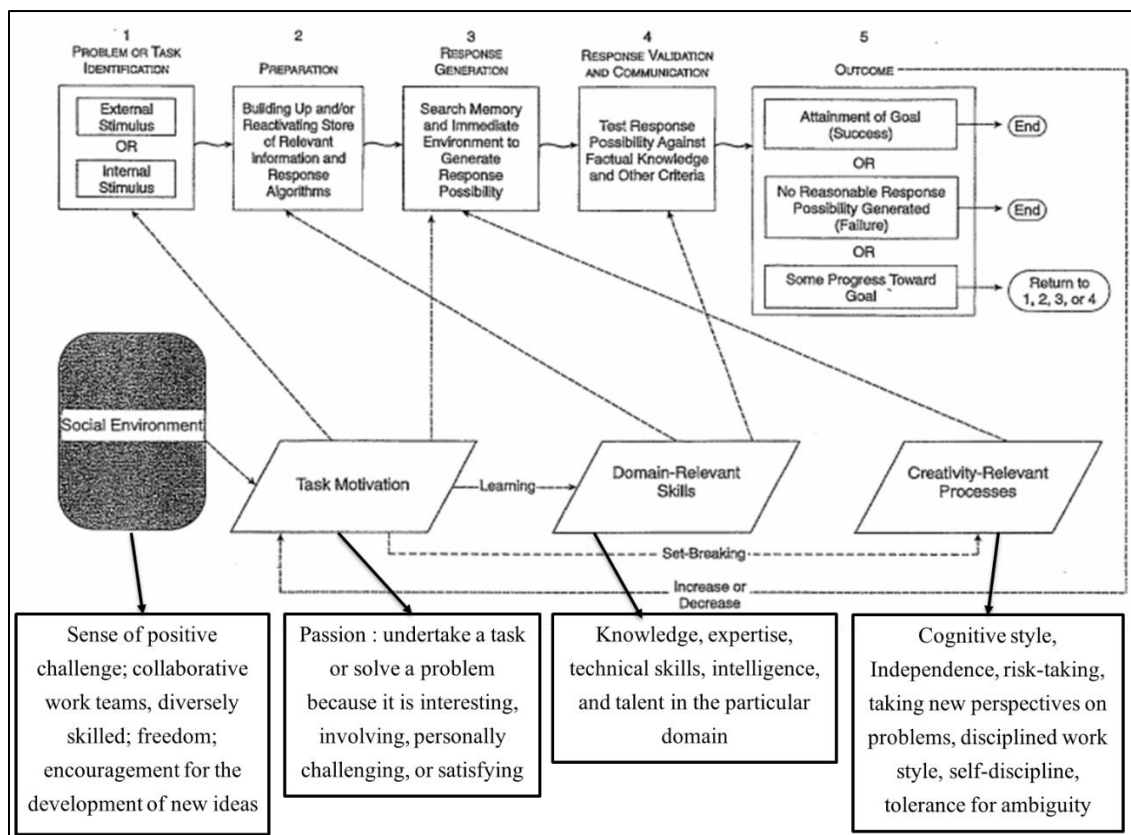 1
PROBLEM OR TASK
IDENTIFICATION
External
Stimulus
OR
Internal
Stimulus
2
PREPARATION
Building Up and/or
Reactivating Store
of Relevant
Information and
Response
Algorithms
3
RESPONSE
GENERATION
Search Memory
and Immediate
Environment to
Generate
Response
Possibility
4
RESPONSE VALIDATION
AND COMMUNICATION
Test Response
Possibility Against
Factual Knowledge
and Other Criteria
5
OUTCOME
Attainment of Goal
(Success)
End
OR
No Reasonable Response
Possibility Generated
(Failure)
End
OR
Some Progress Toward
Goal
Return to
1, 2, 3, or 4
Social Environment
Task Motivation
Learning
Domain-Relevant
Skills
Creativity-Relevant
Processes
Set-Breaking
Increase or
Decrease
Sense of positive
challenge; collaborative
work teams, diversely
skilled; freedom;
encouragement for the
development of new ideas
Passion : undertake a task
or solve a problem
because it is interesting,
involving, personally
challenging, or satisfying
Knowledge, expertise,
technical skills, intelligence,
and talent in the particular
domain
Cognitive style,
Independence, risk-taking,
taking new perspectives on
problems, disciplined work
style, self-discipline,
tolerance for ambiguity